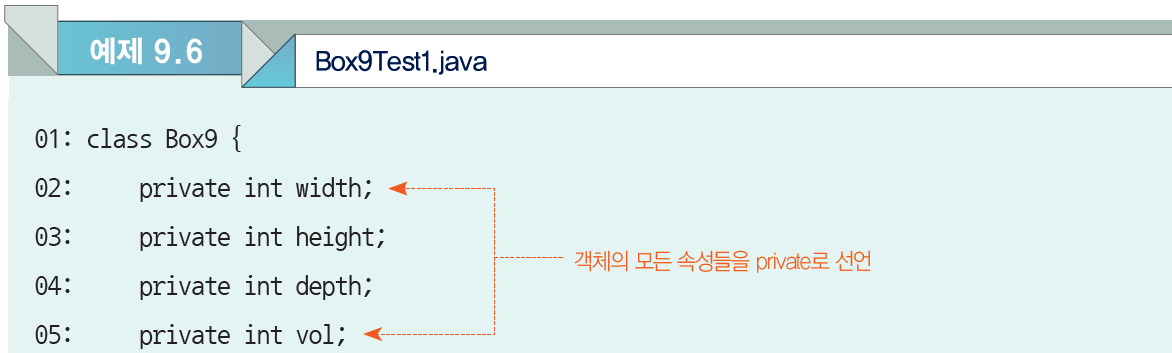 예제 9.6
Box9Test1.java
01: class Box9 {
02:     private int width;
03:     private int height;
객체의 모든 속성들을 private로 선언
04:     private int depth;
05:     private int vol;